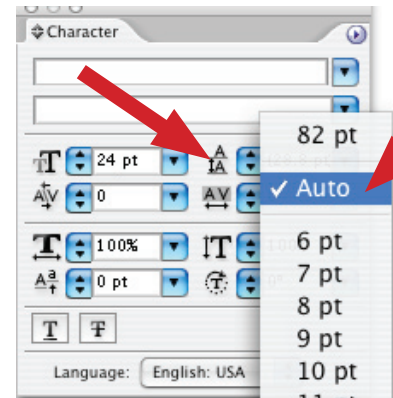 Character
82 pt
24 pt
✓ Auto
0
6 pt
100%
7 pt
0 pt
8 pt
9 pt
T T
10 pt
Language: English: USA